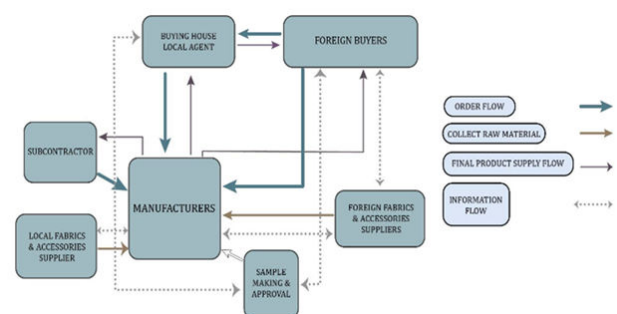 BUYING HOUSE
LOCAL AGENT
FOREIGN BUYERS
ORDER FLOW
COLLECT RAW MATERIAL
SUBCONTRACTOR
FINAL PRODUCT SUPPLY FLOW
MANUFACTURERS
FOREIGN FABRICS
& ACCESSORIES
SUPPLIERS
INFORMATION
FLOW
LOCAL FABRICS
& ACCESSORIES
SUPPLIER
SAMPLE
MAKING &
APPROVAL